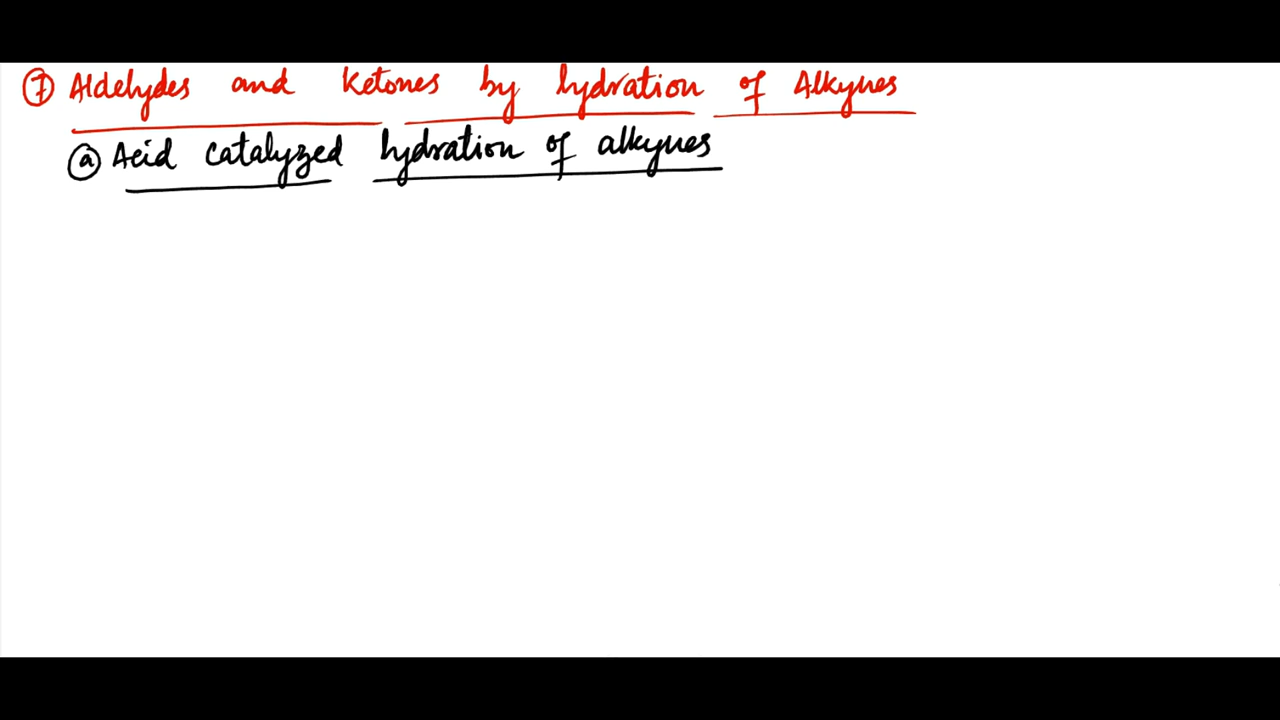 ⑦ Aldehydes and Ketones by hydration of Alkynes
ⓐ Acid catalyzed hydration of alkynes